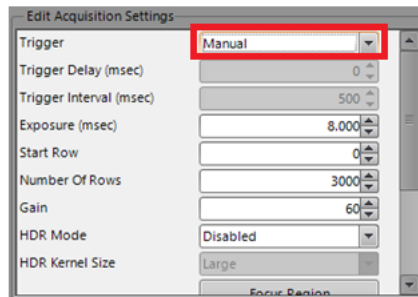 Edit Acquisition Settings
Trigger Manual
Trigger Delay (msec) 0
Trigger Interval (msec) 500
Exposure (msec) 8.000
Start Row 0
Number Of Rows 3000
Gain 60
HDR Mode Disabled
HDR Kernel Size Large
Focus Region